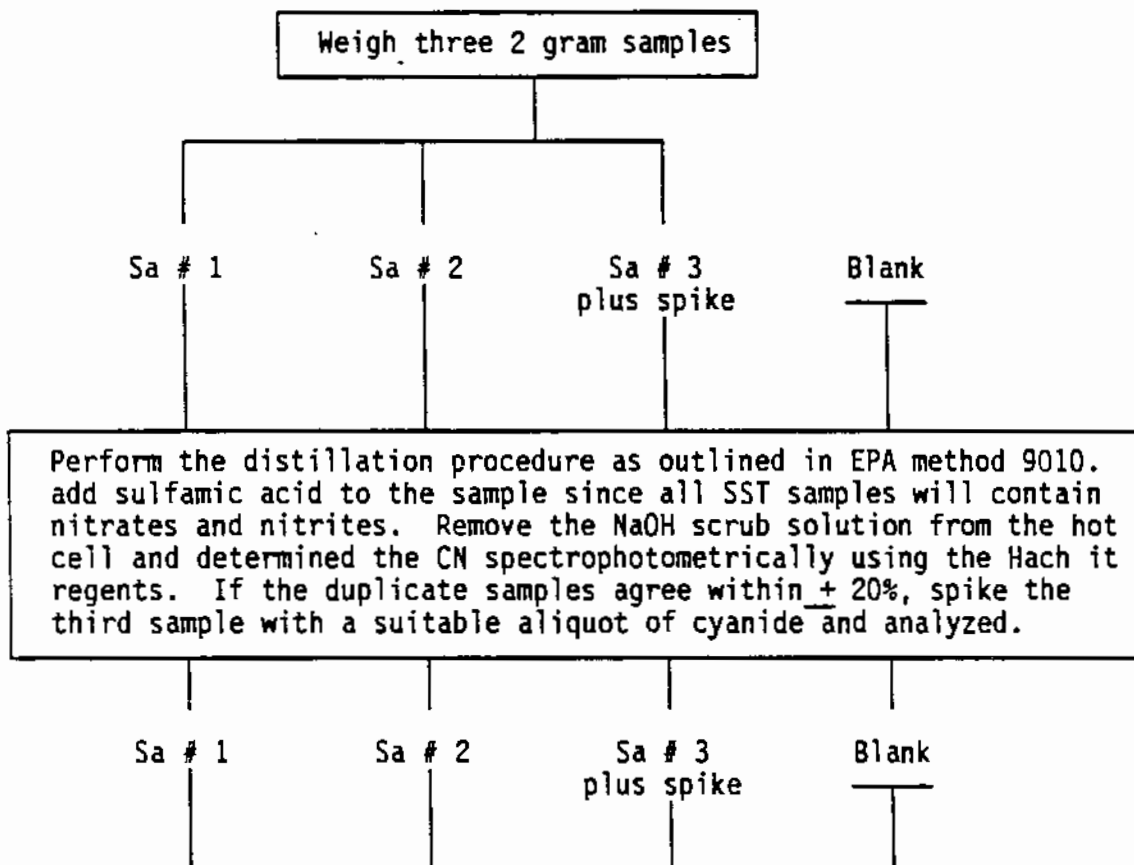 Weigh three 2 gram samples
Sa # 1 Sa # 2 Sa # 3 Blank
plus spike
Perform the distillation procedure as outlined in EPA method 9010.
add sulfamic acid to the sample since all SST samples will contain
nitrates and nitrites. Remove the NaOH scrub solution from the hot
cell and determined the CN spectrophotometrically using the Hach it
regents. If the duplicate samples agree within ± 20%, spike the
third sample with a suitable aliquot of cyanide and analyzed.
Sa # 1 Sa # 2 Sa # 3 Blank
plus spike